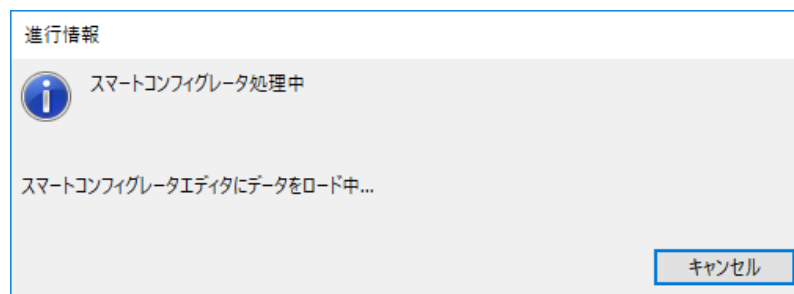 進行情報
スマートコンフィグレータ処理中
スマートコンフィグレータエディタにデータをロード中...
キャンセル